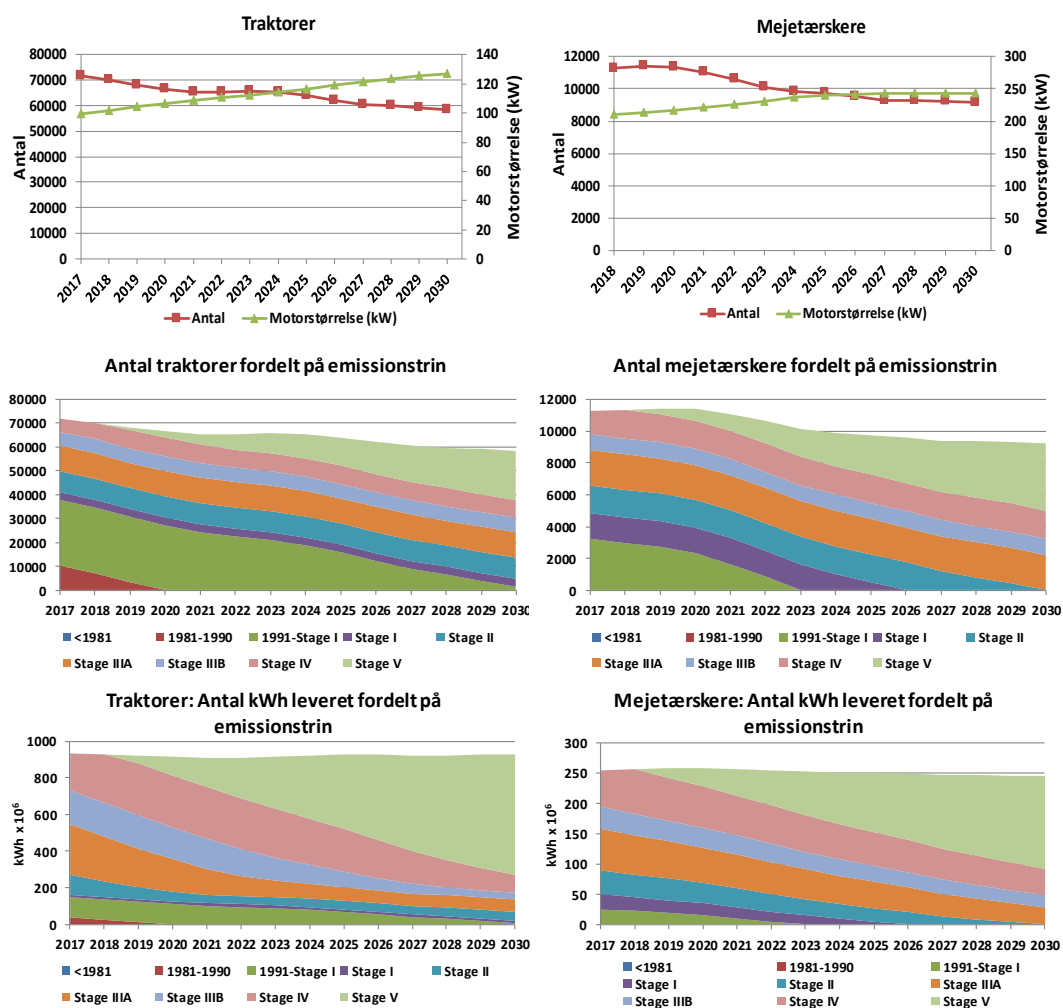 Traktorer
80000
70000
60000
50000
40000
30000
20000
10000
0
Antal
140
120
100
80
60
40
20
0
Motorstørrelse (kW)
2017 2018 2019 2020 2021 2022 2023 2024 2025 2026 2027 2028 2029 2030
Antal Motorstørrelse (kW)
Mejetærskere
12000
10000
8000
6000
4000
2000
0
Antal
300
250
200
150
100
50
0
Motorstørrelse (kW)
2018 2019 2020 2021 2022 2023 2024 2025 2026 2027 2028 2029 2030
Antal Motorstørrelse (kW)
Antal traktorer fordelt på emissionstrin
80000
70000
60000
50000
40000
30000
20000
10000
0
2017 2018 2019 2020 2021 2022 2023 2024 2025 2026 2027 2028 2029 2030
<1981 1981-1990 1991-Stage I Stage I Stage II
Stage IIIA Stage IIIB Stage IV Stage V
Antal mejetærskere fordelt på emissionstrin
12000
10000
8000
6000
4000
2000
0
2017 2018 2019 2020 2021 2022 2023 2024 2025 2026 2027 2028 2029 2030
<1981 1981-1990 1991-Stage I Stage I Stage II
Stage IIIA Stage IIIB Stage IV Stage V
Traktorer: Antal kWh leveret fordelt på
emissionstrin
1000
800
600
400
200
0
kWh x 10⁶
2017 2018 2019 2020 2021 2022 2023 2024 2025 2026 2027 2028 2029 2030
<1981 1981-1990 1991-Stage I Stage I Stage II
Stage IIIA Stage IIIB Stage IV Stage V
Mejetærskere: Antal kWh leveret fordelt på
emissionstrin
300
250
200
150
100
50
0
kWh x 10⁶
2017 2018 2019 2020 2021 2022 2023 2024 2025 2026 2027 2028 2029 2030
<1981 1981-1990 1991-Stage I
Stage I Stage II Stage IIIA
Stage IIIB Stage IV Stage V